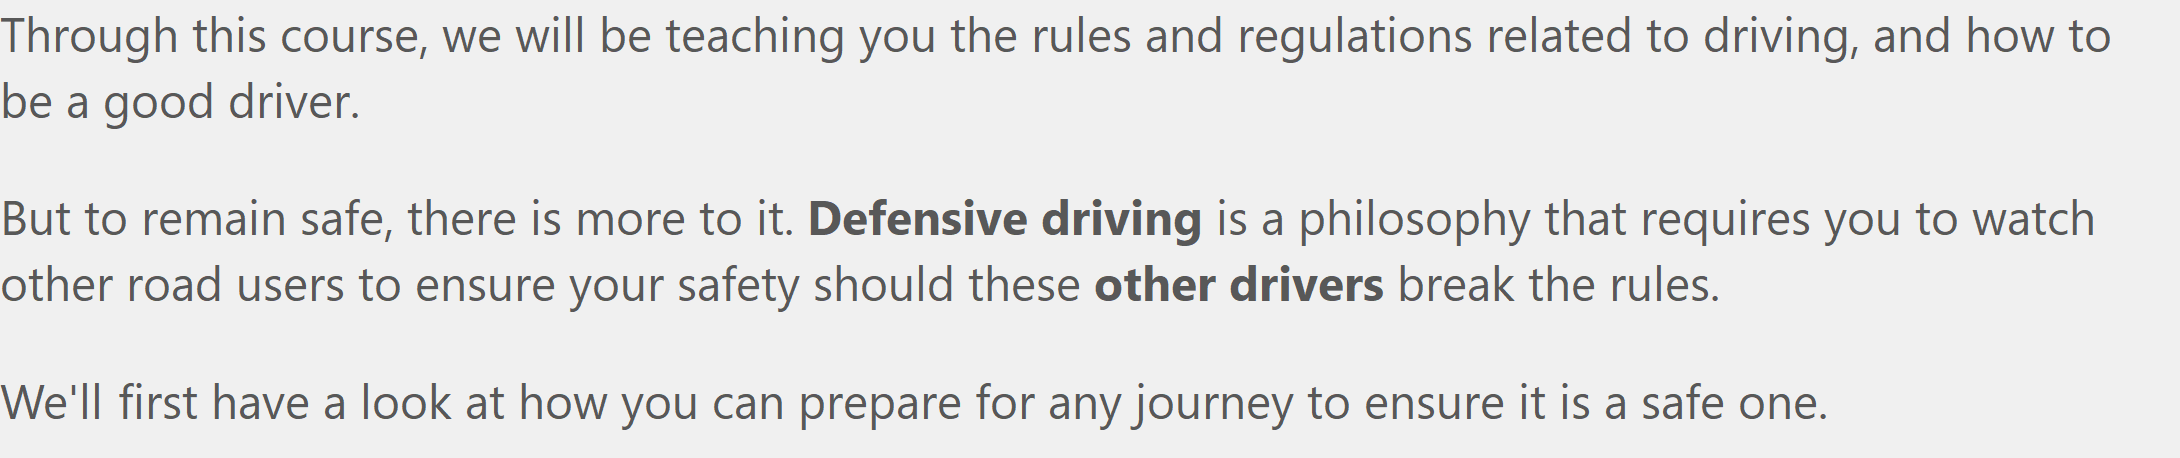 Through this course, we will be teaching you the rules and regulations related to driving, and how to
be a good driver.
But to remain safe, there is more to it. Defensive driving is a philosophy that requires you to watch
other road users to ensure your safety should these other drivers break the rules.
We'll first have a look at how you can prepare for any journey to ensure it is a safe one.